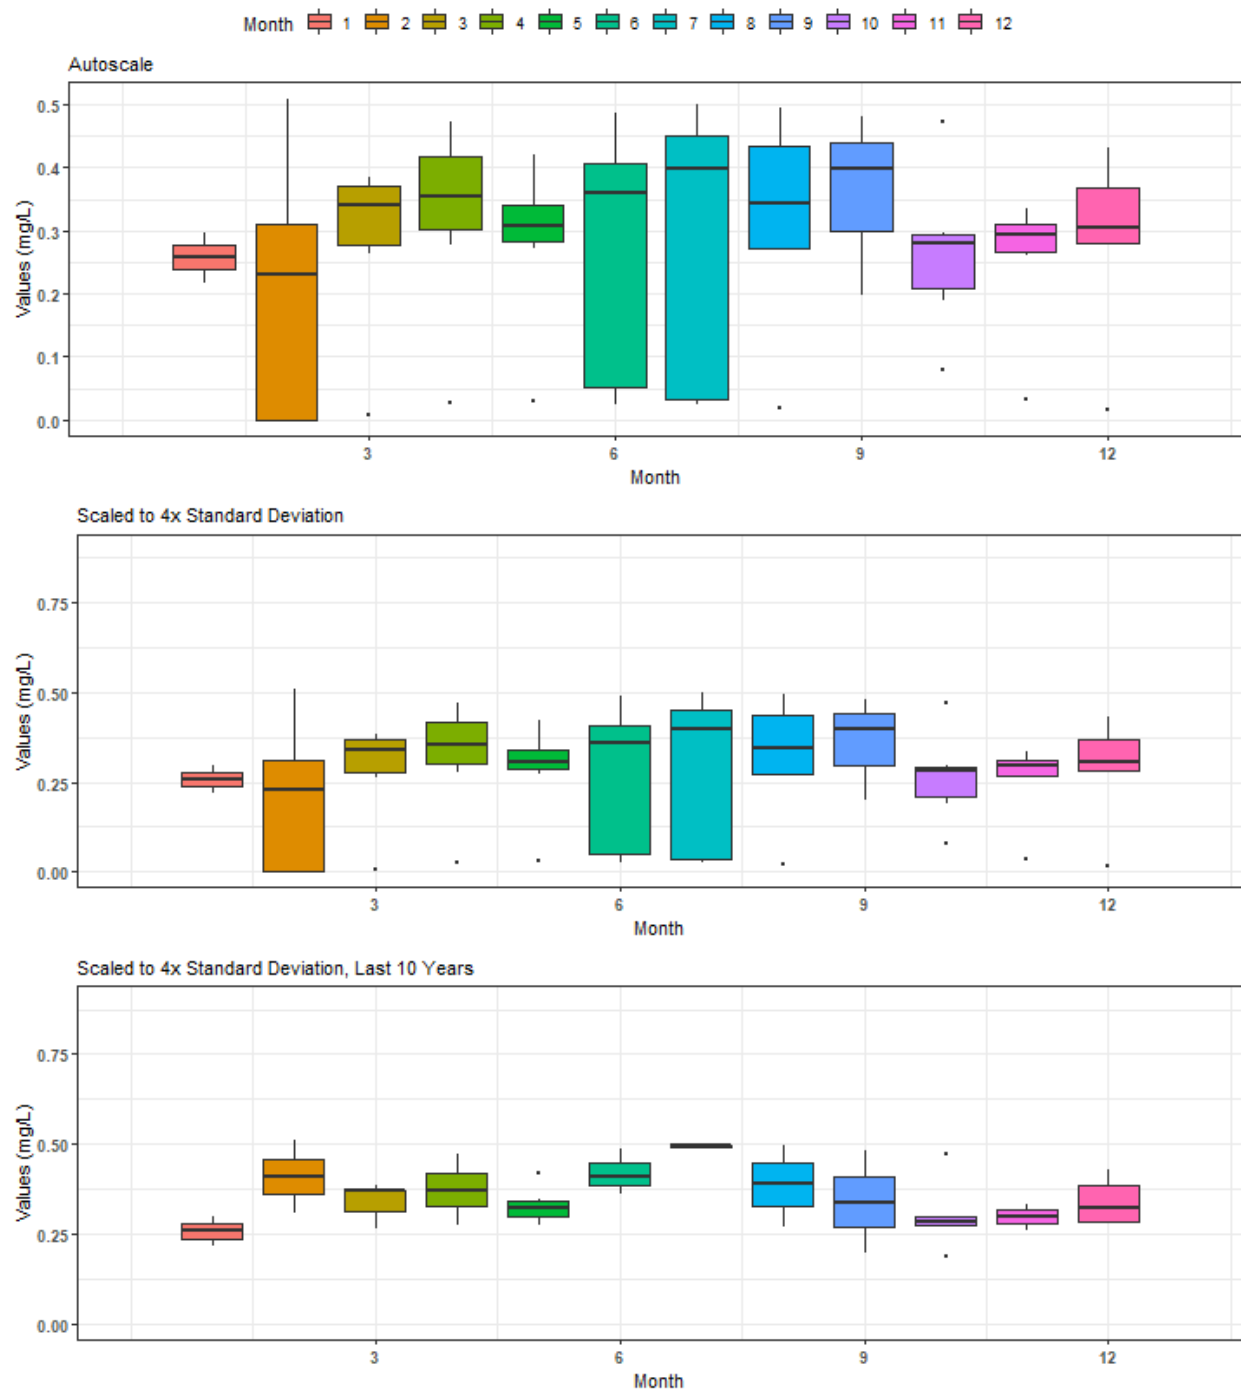 Month 1 2 3 4 5 6 7 8 9 10 11 12
Autoscale
Values (mg/L)
0.5
0.4
0.3
0.2
0.1
0.0
3 6 9 12
Month
Scaled to 4x Standard Deviation
Values (mg/L)
0.75
0.50
0.25
0.00
3 6 9 12
Month
Scaled to 4x Standard Deviation, Last 10 Years
Values (mg/L)
0.75
0.50
0.25
0.00
3 6 9 12
Month